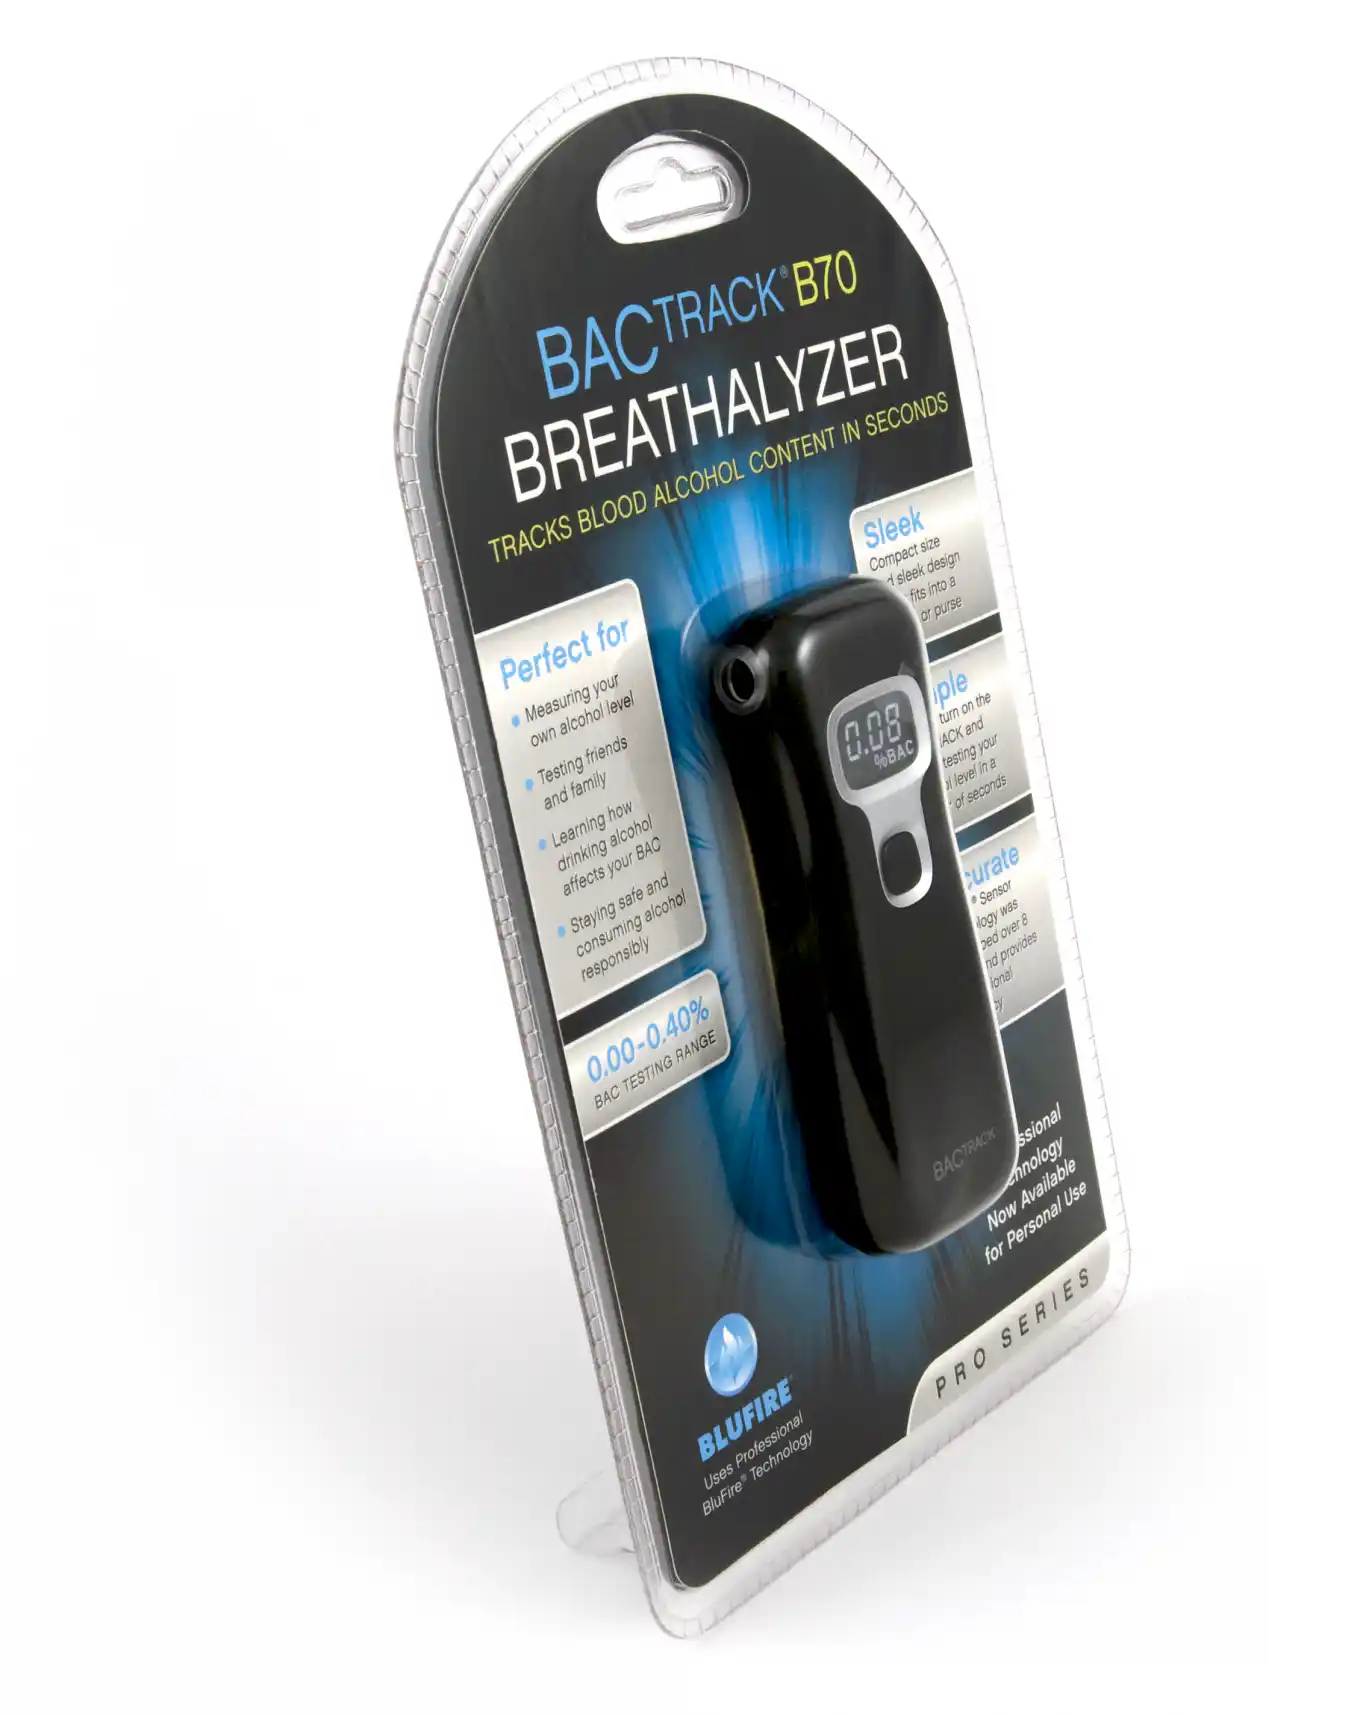 BACTRACK® B70
BREATHALYZER
TRACKS BLOOD ALCOHOL CONTENT IN SECONDS
Perfect for
• Measuring your
own alcohol level
• Testing friends
and family
• Learning how
drinking alcohol
affects your BAC
• Staying safe and
consuming alcohol
responsibly
0.00-0.40%
BAC TESTING RANGE
Sleek
Compact size
sleek design
fits into a
or purse
turn on the
and
testing your
level in a
of seconds
® Sensor
was
over 8
provides
0.08
%BAC
BACTRACK
Now Available
for Personal Use
PRO SERIES
BLUFIRE
Uses Professional
BluFire® Technology